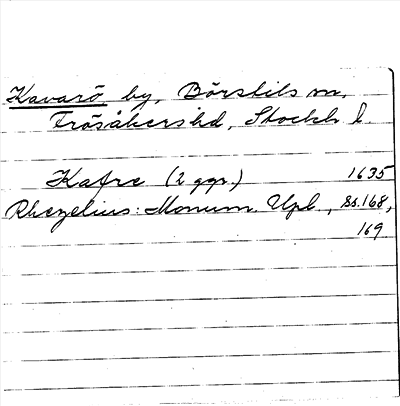 Kavarö by, Börstils sn.
Frösåkers hd, Stockh. l.
Kafre (2 ggr.) 1635
Rhezelius: Monum. Upl., ss. 168,
169